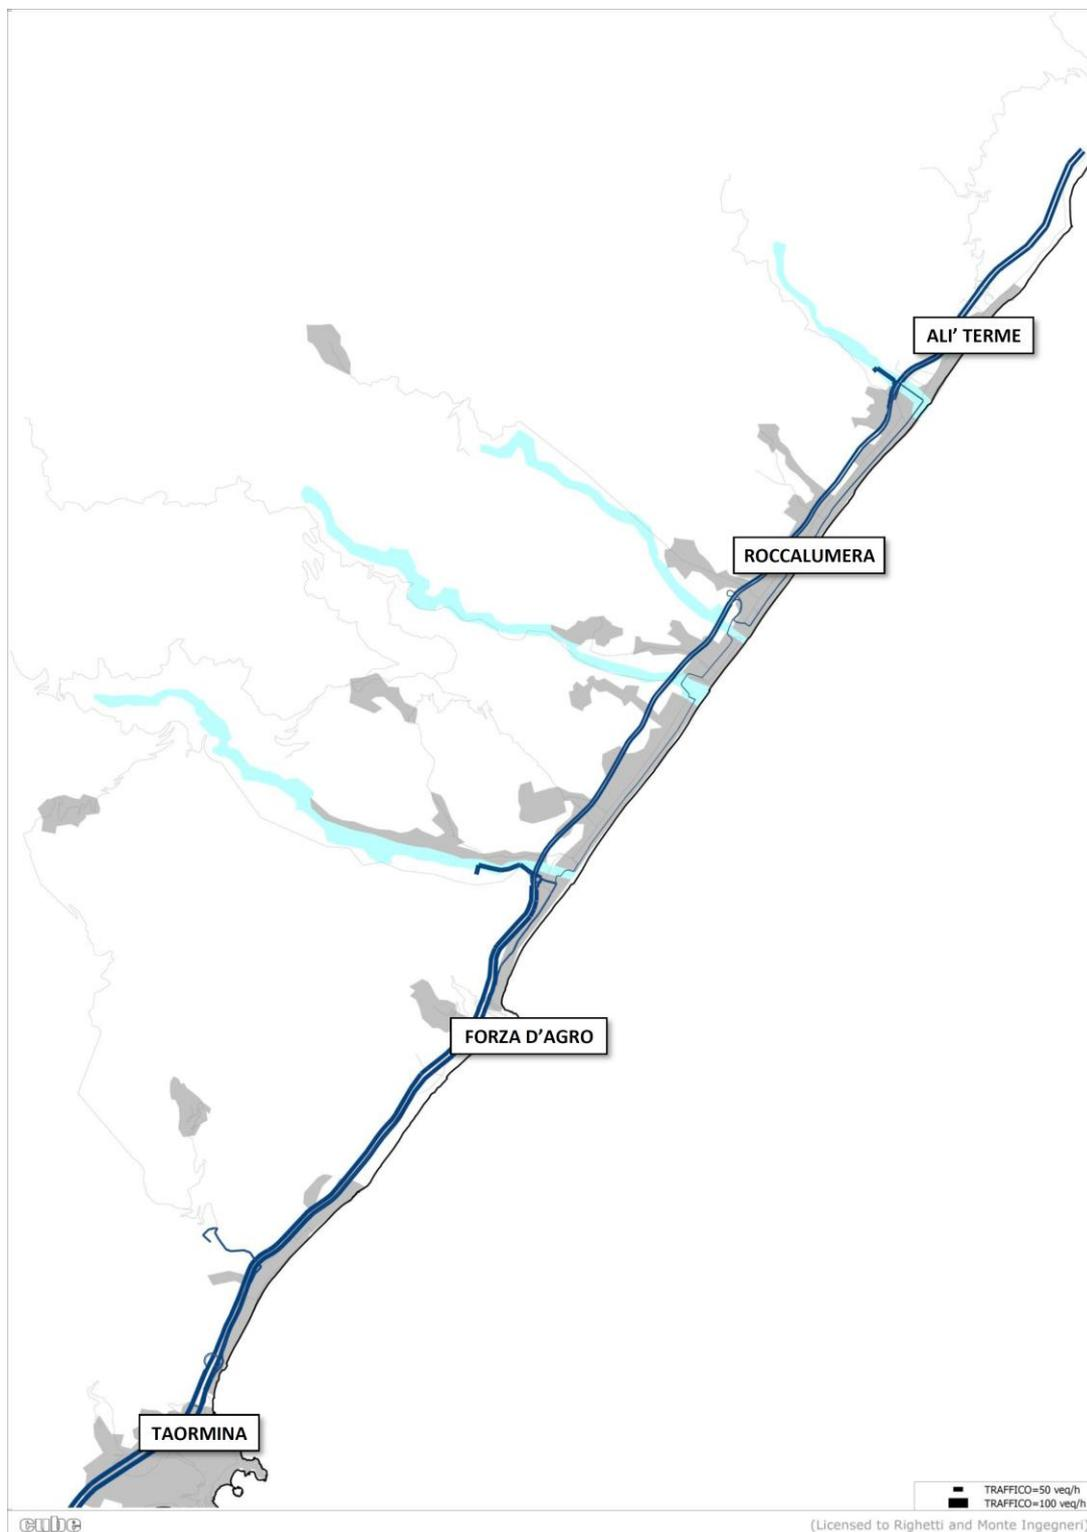 ALI' TERME
ROCCALUMERA
FORZA D'AGRO
TAORMINA
TRAFFICO=50 veq/h
TRAFFICO=100 veq/h
cube
(Licensed to Righetti and Monte Ingegneri)